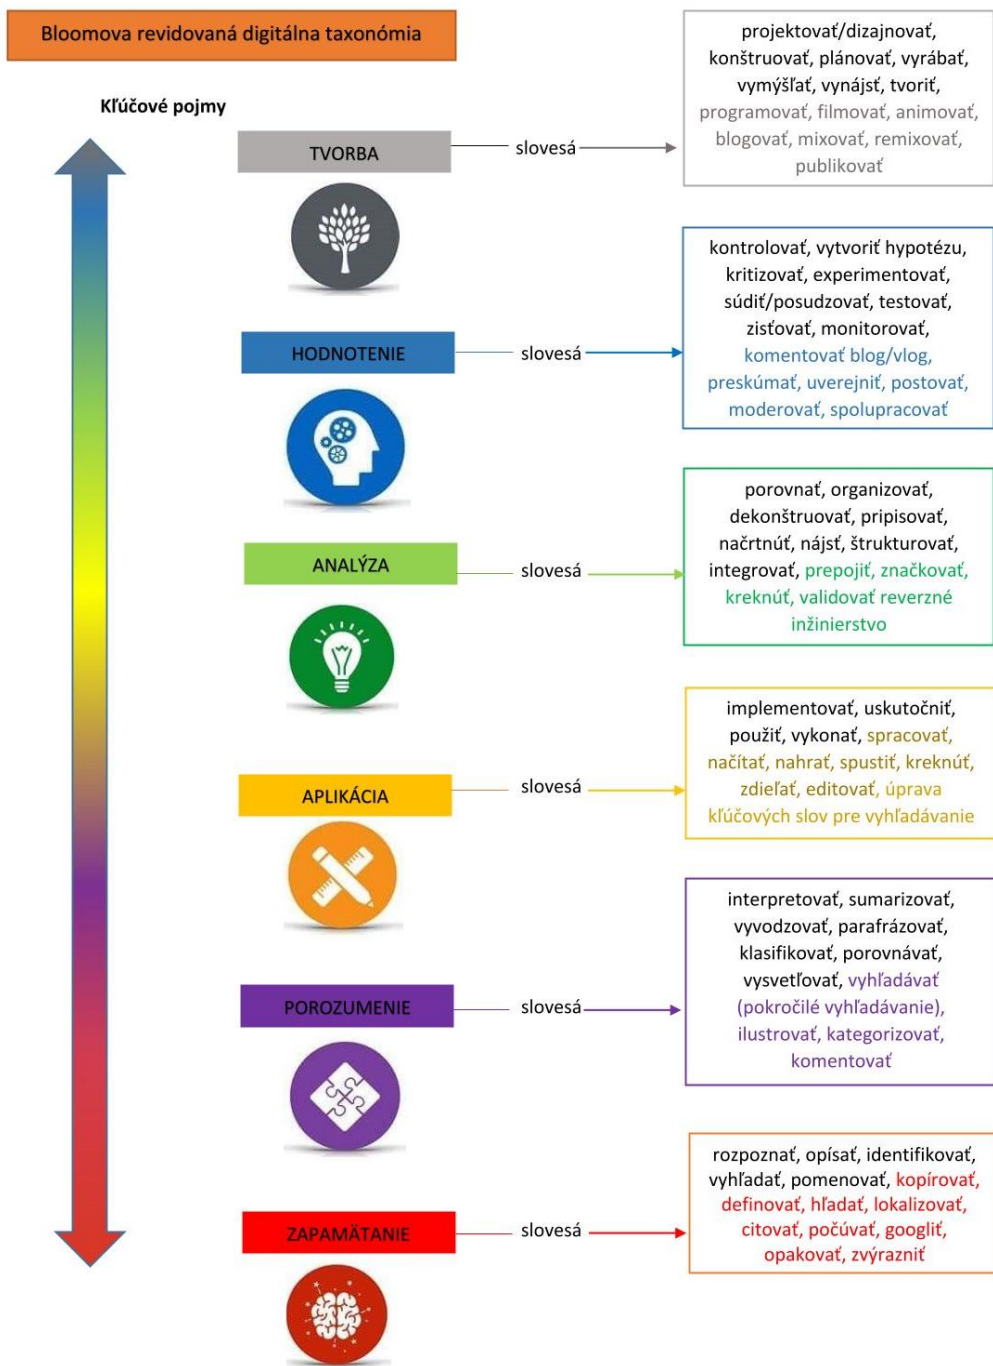 Bloomova revidovaná digitálna taxonómia
Kľúčové pojmy
TVORBA
slovesá
projektovať/dizajnovať,
konštruovať, plánovať, vyrábať,
vymýšľať, vynájsť, tvoriť,
programovať, filmovať, animovať,
blogovať, mixovať, remixovať,
publikovať
HODNOTENIE
slovesá
kontrolovať, vytvoriť hypotézu,
kritizovať, experimentovať,
súdiť/posudzovať, testovať,
zisťovať, monitorovať,
komentovať blog/vlog,
preskúmať, uverejniť, postovať,
moderovať, spolupracovať
ANALÝZA
slovesá
porovnať, organizovať,
dekonštruovať, pripisovať,
načrtnúť, nájsť, štrukturovať,
integrovať, prepojiť, značkovať,
kreknúť, validovať reverzné
inžinierstvo
APLIKÁCIA
slovesá
implementovať, uskutočniť,
použiť, vykonať, spracovať,
načítať, nahrať, spustiť, kreknúť,
zdieľať, editovať, úprava
kľúčových slov pre vyhľadávanie
POROZUMENIE
slovesá
interpretovať, sumarizovať,
vyvodzovať, parafrázovať,
klasifikovať, porovnávať,
vysvetľovať, vyhľadávať
(pokročilé vyhľadávanie),
ilustrovať, kategorizovať,
komentovať
ZAPAMÄTANIE
slovesá
rozpoznať, opísať, identifikovať,
vyhľadať, pomenovať, kopírovať,
definovať, hľadať, lokalizovať,
citovať, počúvať, googliť,
opakovať, zvýrazniť